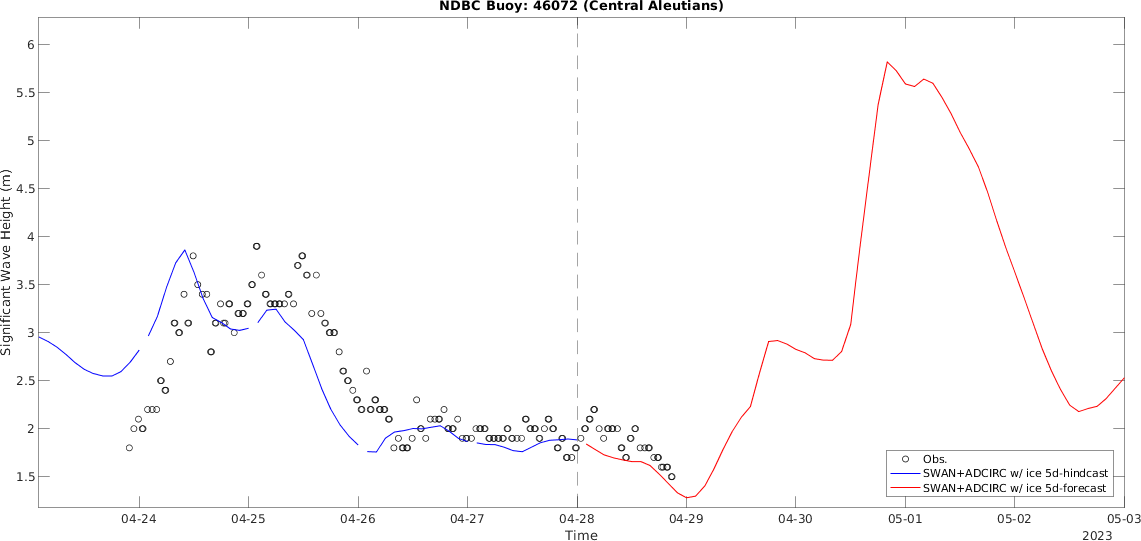 NDBC Buoy: 46072 (Central Aleutians)
Significant Wave Height (m)
6
5.5
5
4.5
4
3.5
3
2.5
2
1.5
Obs.
SWAN+ADCIRC w/ ice 5d-hindcast
SWAN+ADCIRC w/ ice 5d-forecast
04-24 04-25 04-26 04-27 04-28 04-29 04-30 05-01 05-02 05-03
Time
2023